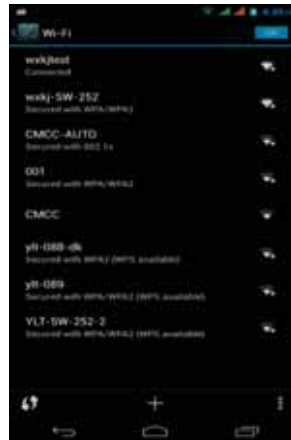 Wi-Fi
wxkjtest
Connected
wxkj-SW-252
Secured with WPA/WPA2
CMCC-AUTO
Secured with 802.1x
001
Secured with WPA/WPA2
CMCC
ylt-088-dk
Secured with WPA2 (WPS available)
ylt-089
Secured with WPA/WPA2 (WPS available)
YLT-SW-252-2
Secured with WPA/WPA2 (WPS available)